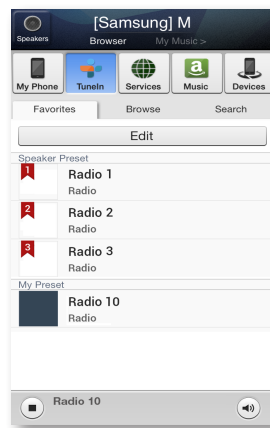 [Samsung] M
Speakers
Browser
My Music >
My Phone
TuneIn
Services
Music
Devices
Favorites
Browse
Search
Edit
Speaker Preset
1
Radio 1
Radio
2
Radio 2
Radio
3
Radio 3
Radio
My Preset
Radio 10
Radio
Radio 10